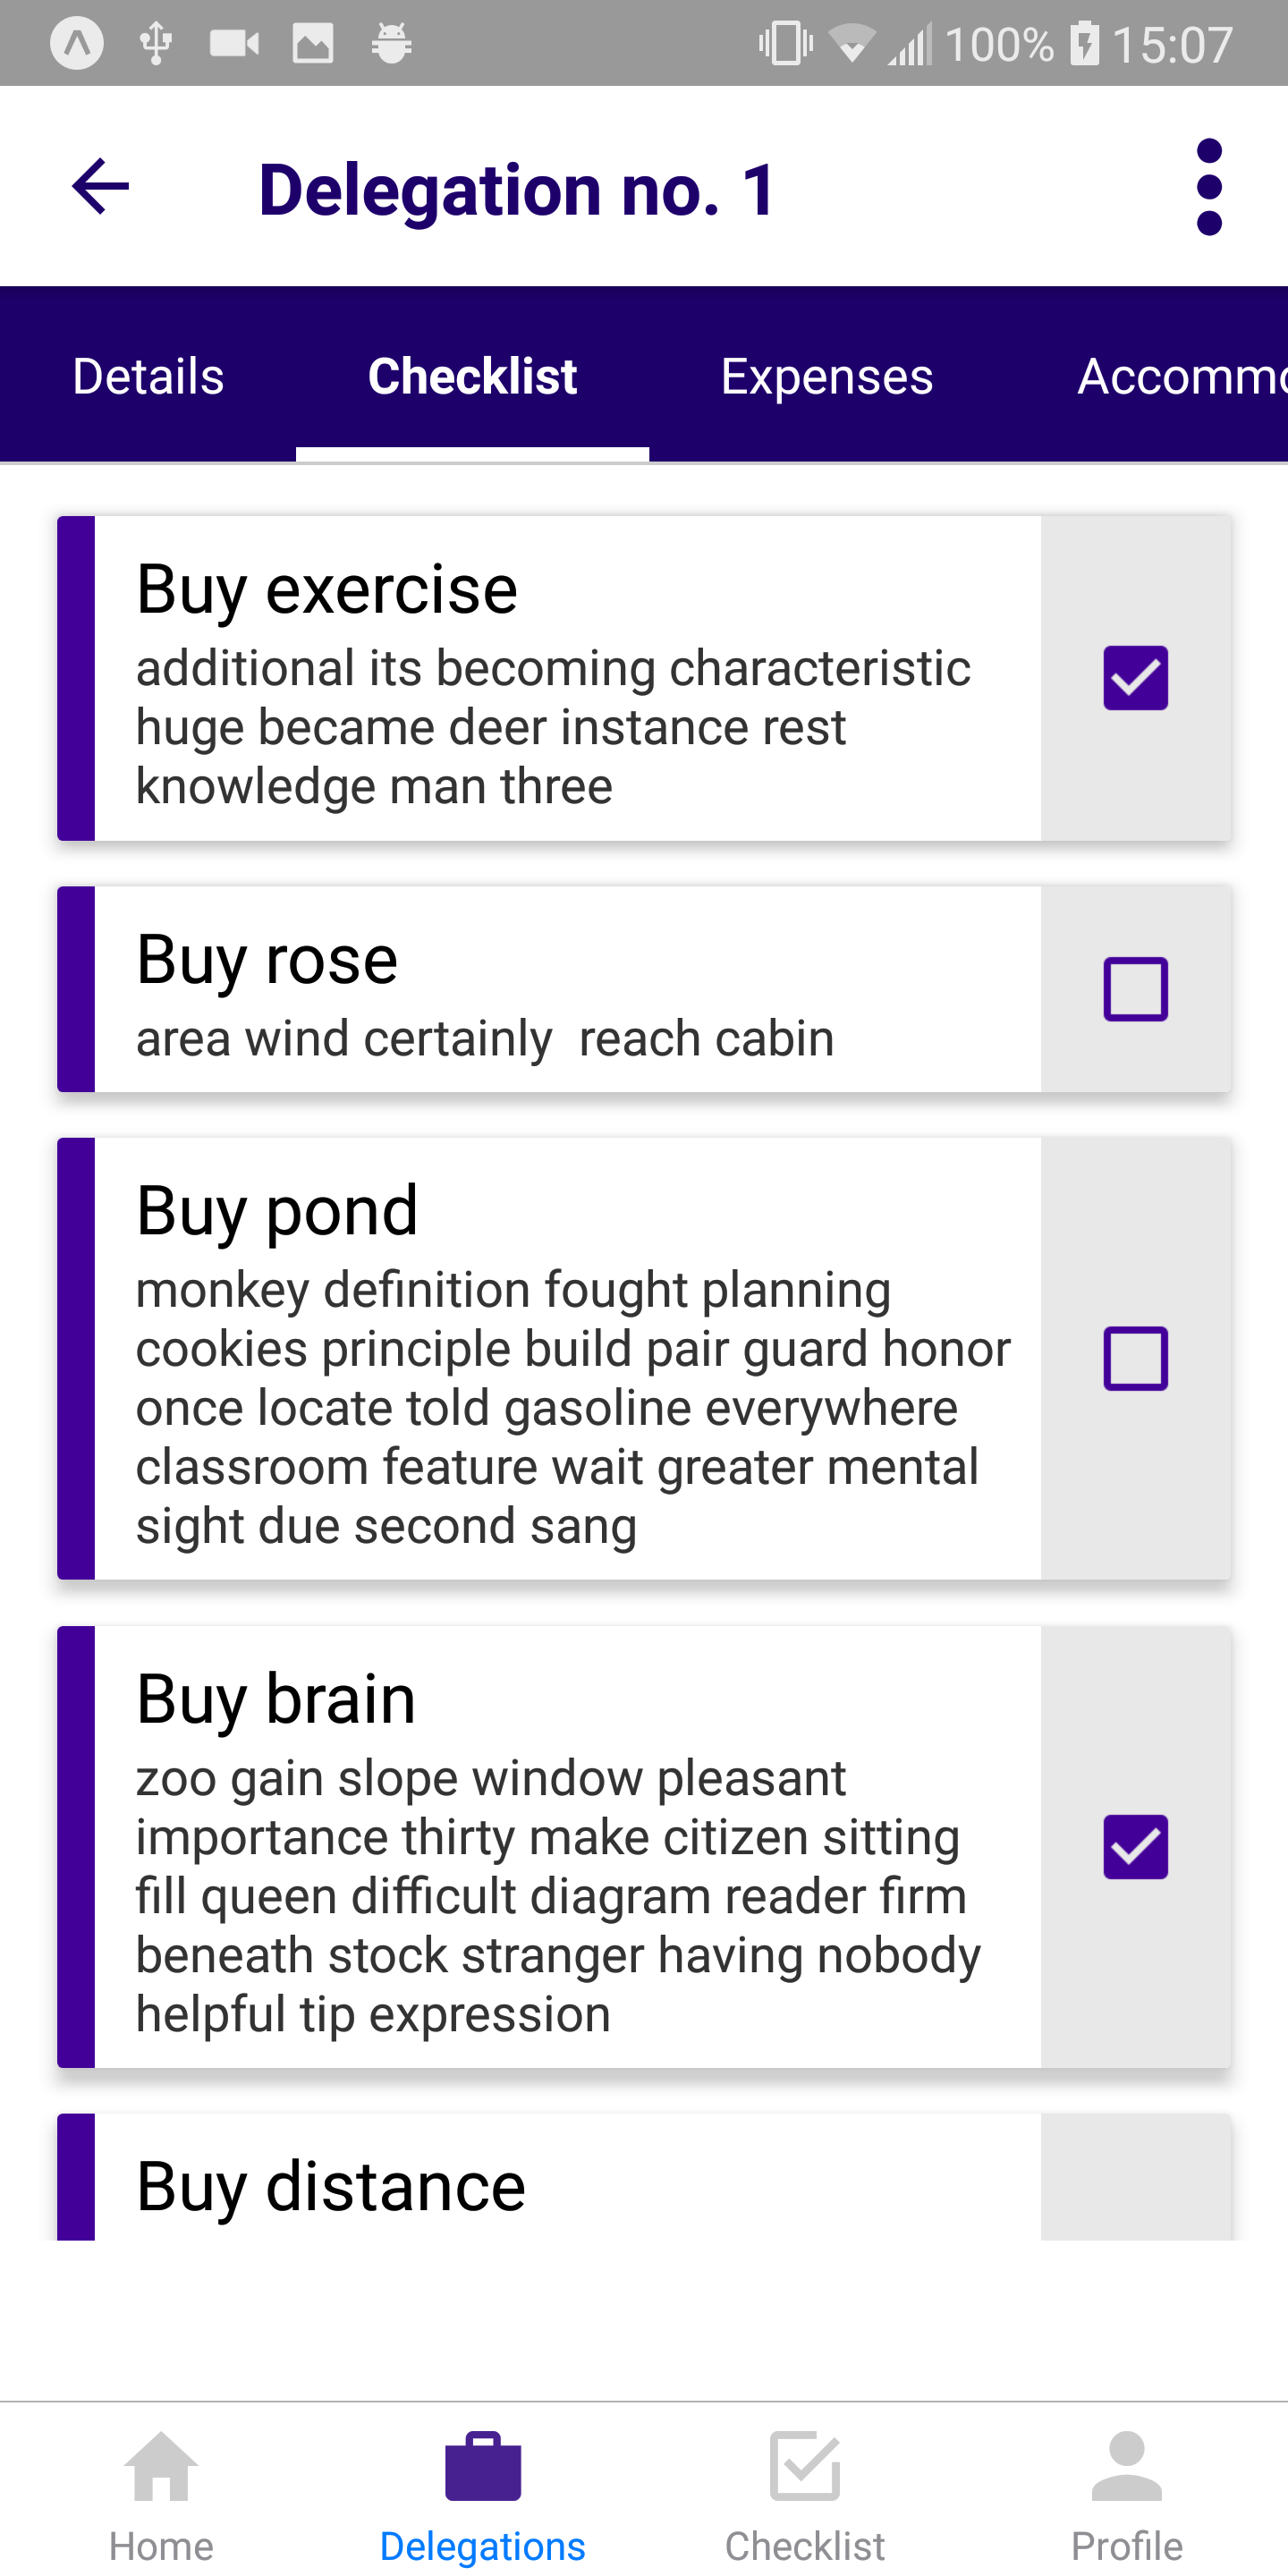 100% 15:07
Delegation no. 1
Details Checklist Expenses Accommo
Buy exercise
additional its becoming characteristic
huge became deer instance rest
knowledge man three
Buy rose
area wind certainly  reach cabin
Buy pond
monkey definition fought planning
cookies principle build pair guard honor
once locate told gasoline everywhere
classroom feature wait greater mental
sight due second sang
Buy brain
zoo gain slope window pleasant
importance thirty make citizen sitting
fill queen difficult diagram reader firm
beneath stock stranger having nobody
helpful tip expression
Buy distance
Home Delegations Checklist Profile